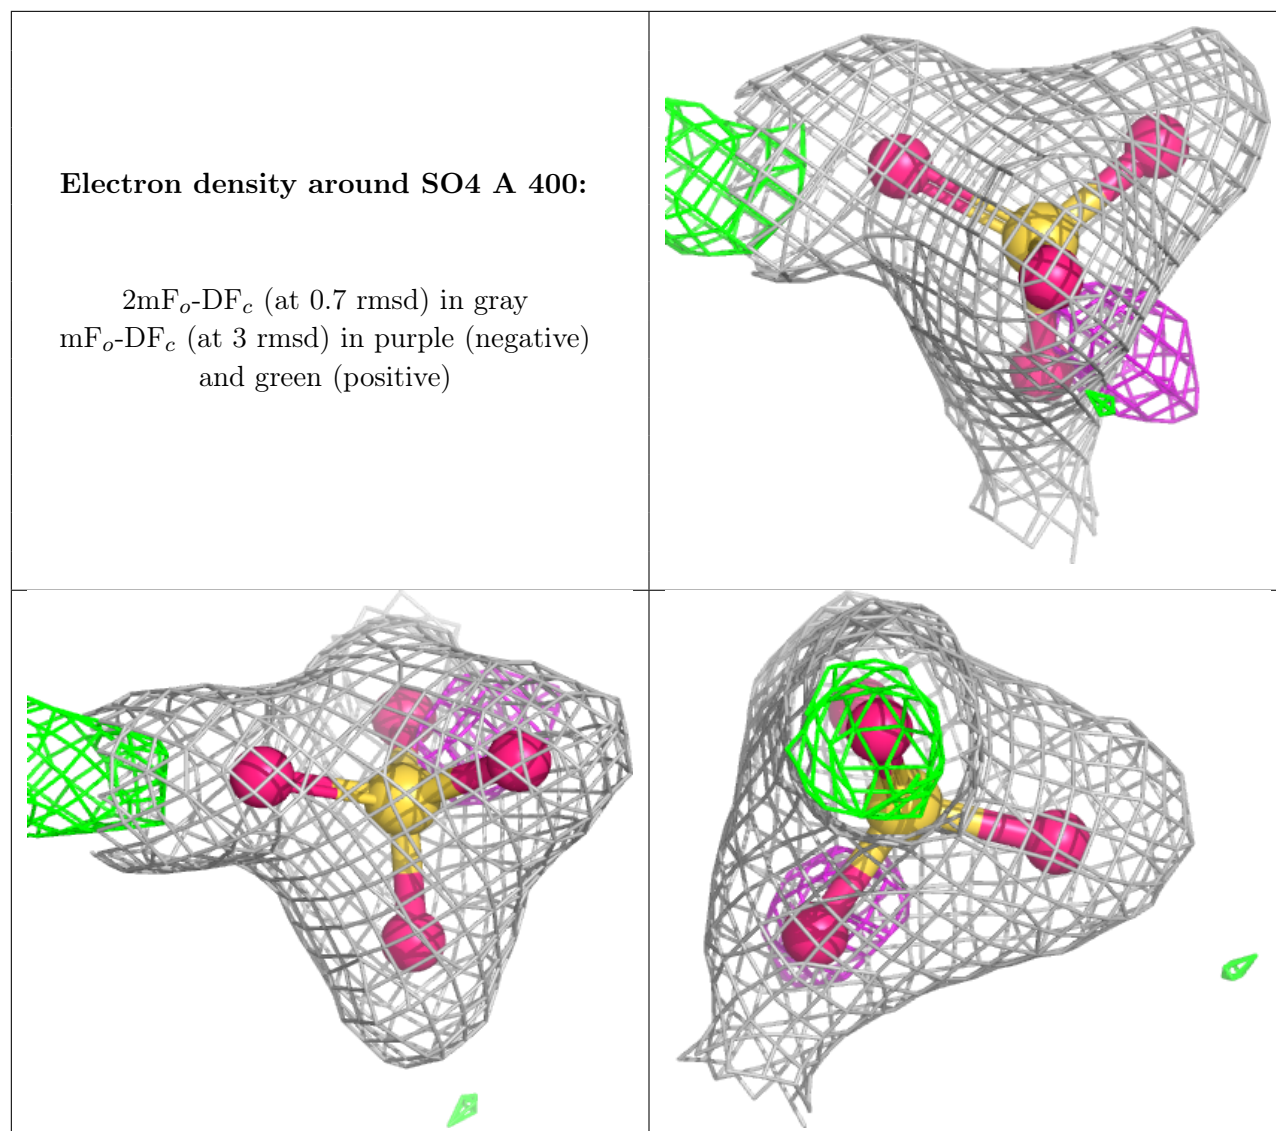 Electron density around SO4 A 400:
2mFo-DFc (at 0.7 rmsd) in gray
mFo-DFc (at 3 rmsd) in purple (negative)
and green (positive)